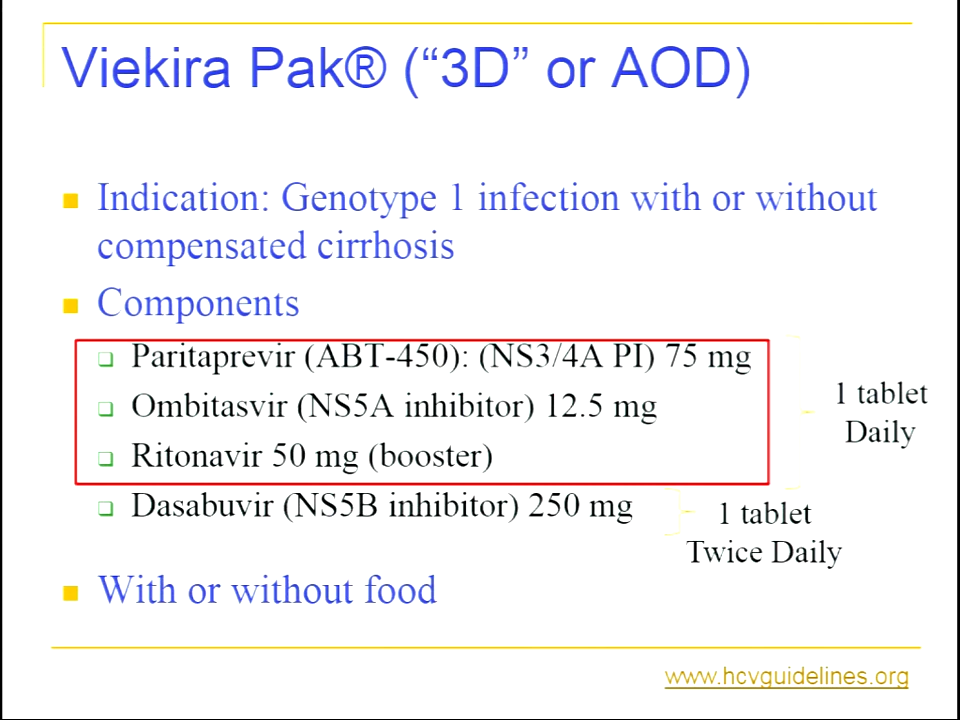 Viekira Pak® (“3D” or AOD)
Indication: Genotype 1 infection with or without
compensated cirrhosis
Components
Paritaprevir (ABT-450): (NS3/4A PI) 75 mg
Ombitasvir (NS5A inhibitor) 12.5 mg
Ritonavir 50 mg (booster)
1 tablet
Daily
Dasabuvir (NS5B inhibitor) 250 mg
1 tablet
Twice Daily
With or without food
www.hcvguidelines.org